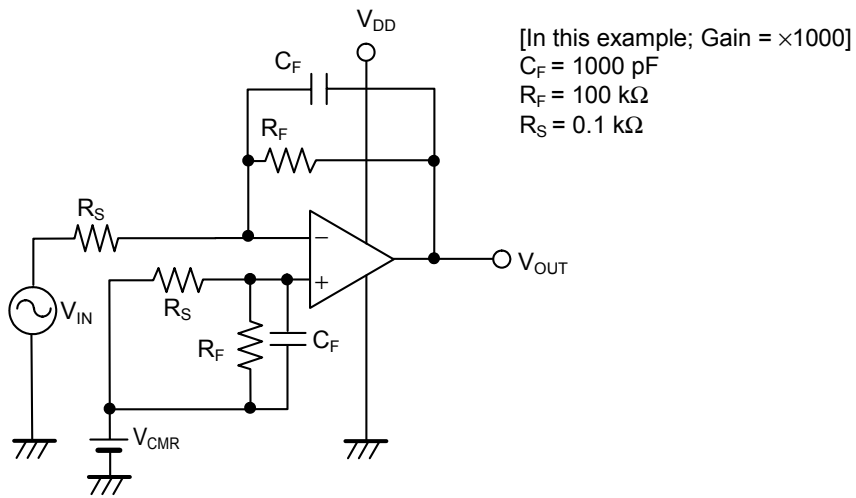 V_DD
[In this example; Gain = ×1000]
C_F = 1000 pF
R_F = 100 kΩ
R_S = 0.1 kΩ
C_F
R_F
R_S
−
+
V_OUT
R_S
V_IN
R_F
C_F
V_CMR